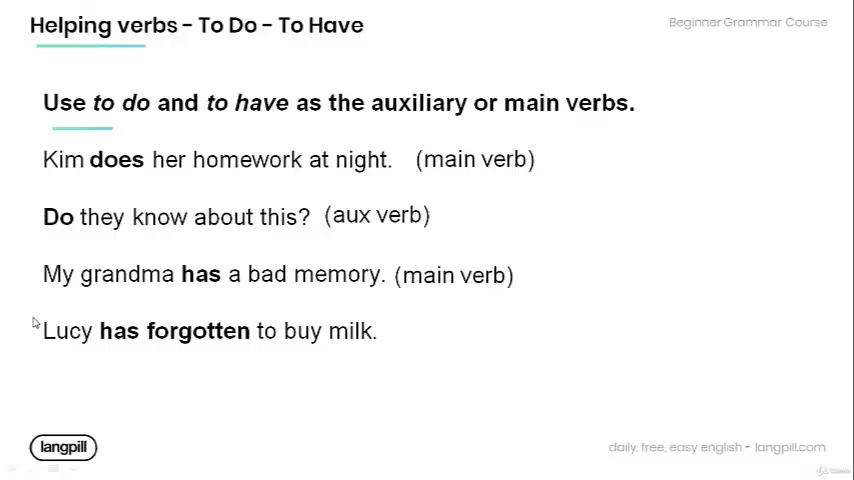 Helping verbs - To Do - To Have
Beginner Grammar Course
Use to do and to have as the auxiliary or main verbs.
Kim does her homework at night. (main verb)
Do they know about this? (aux verb)
My grandma has a bad memory. (main verb)
Lucy has forgotten to buy milk.
langpill
daily, free, easy english - langpill.com
Udemy